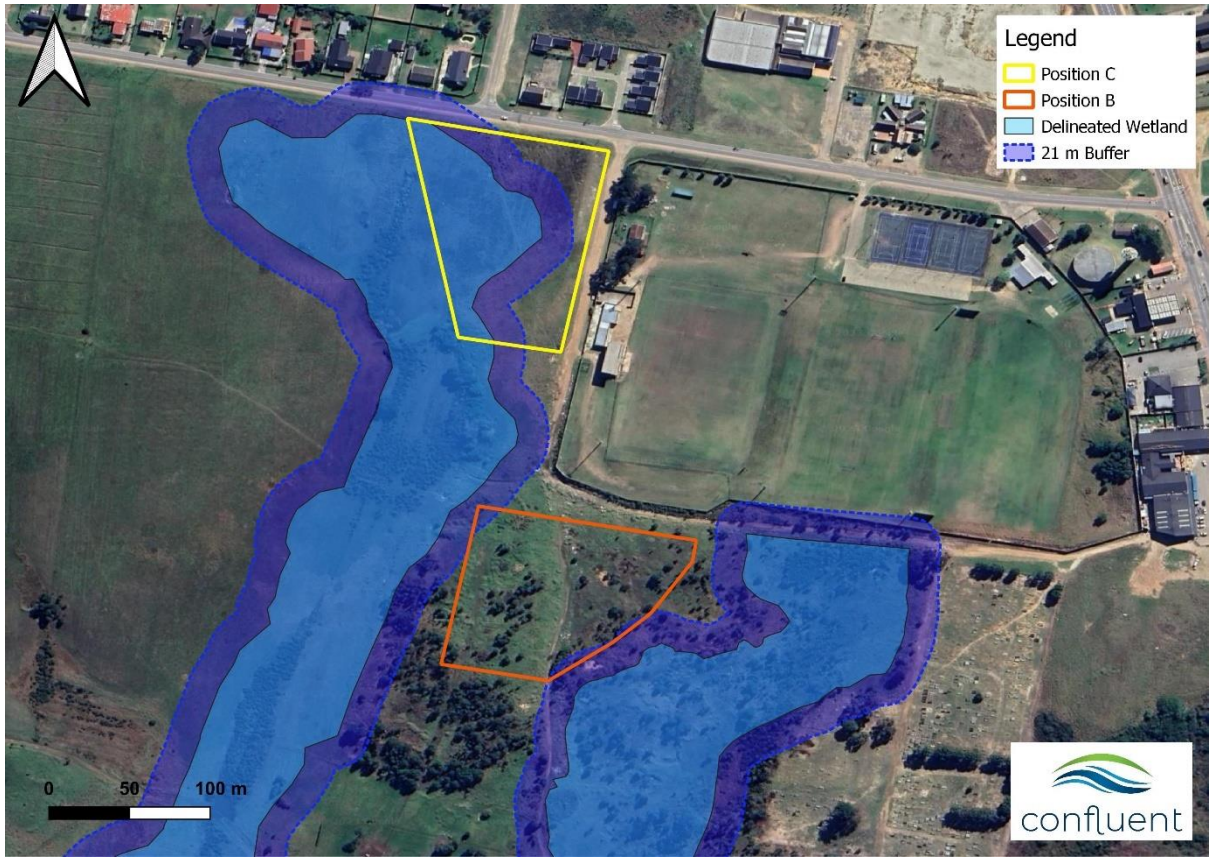 Legend
Position C
Position B
Delineated Wetland
21 m Buffer
0 50 100 m
confluent